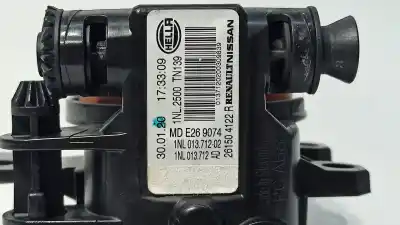 HELLA
17:33:09
30.01.20
1NL.2500 TN139
MD E26 9074
1NL 013.712-02
1NL 013.712
26150 4122 R
RENAULT NISSAN